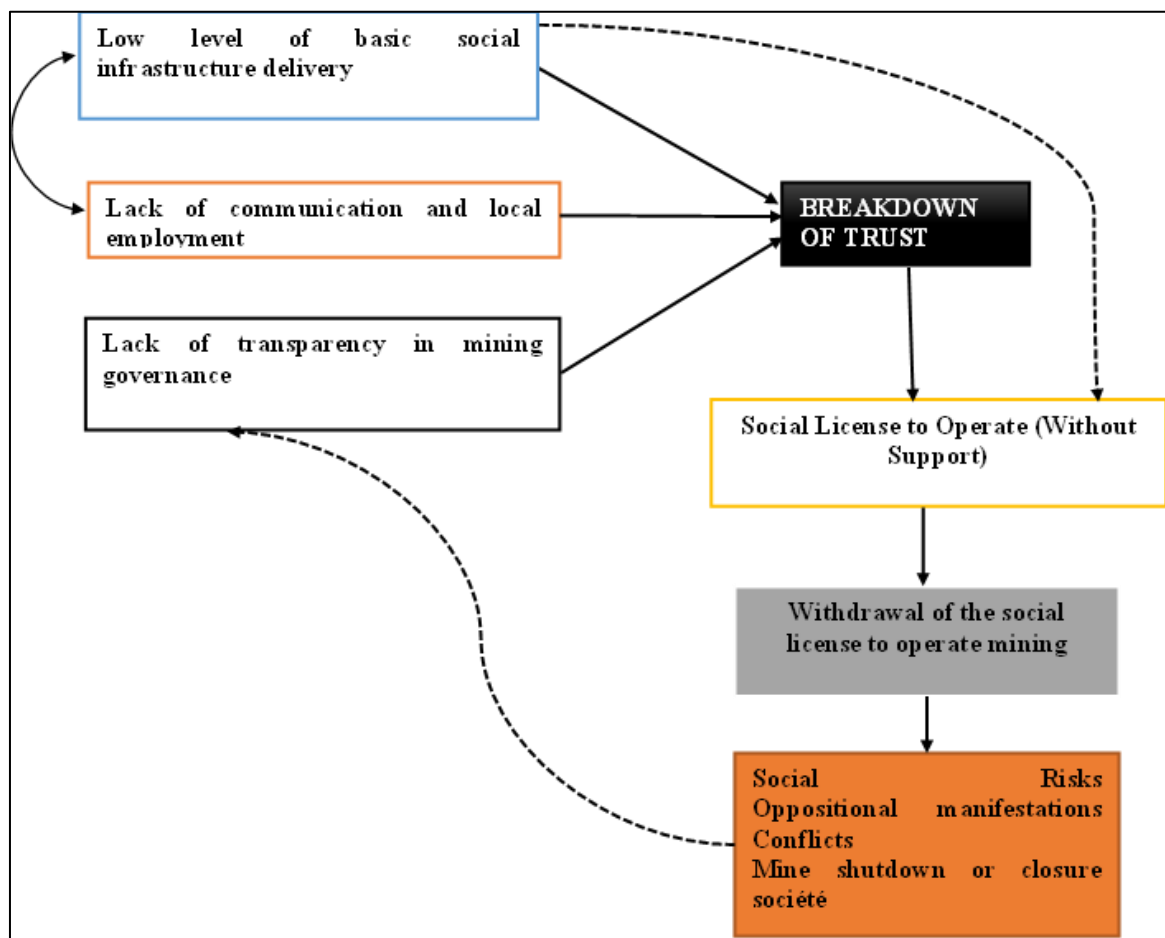 Low level of basic social
infrastructure delivery
Lack of communication and local
employment
BREAKDOWN
OF TRUST
Lack of transparency in mining
governance
Social License to Operate (Without
Support)
Withdrawal of the social
license to operate mining
Social Risks
Oppositional manifestations
Conflicts
Mine shutdown or closure
société